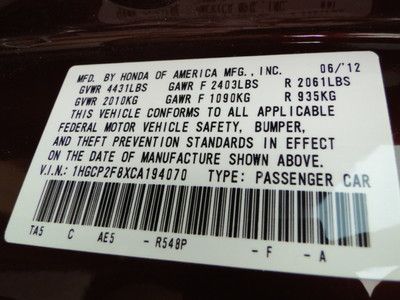 MFD. BY HONDA OF AMERICA MFG., INC. 06/'12
GVWR 4431LBS GAWR F 2403LBS R 2061LBS
GVWR 2010KG GAWR F 1090KG R 935KG
THIS VEHICLE CONFORMS TO ALL APPLICABLE
FEDERAL MOTOR VEHICLE SAFETY, BUMPER,
AND THEFT PREVENTION STANDARDS IN EFFECT ON THE
DATE OF MANUFACTURE SHOWN ABOVE.
V.I.N.: 1HGCP2F8XCA194070 TYPE: PASSENGER CAR
TA5 C AE5 - R548P - F - A